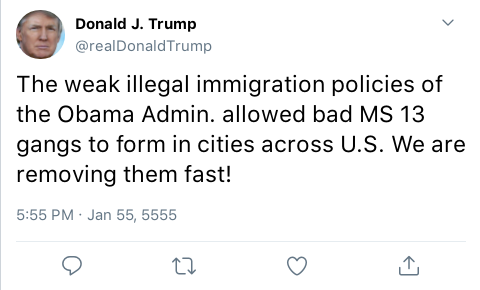 Donald J. Trump
@realDonaldTrump
The weak illegal immigration policies of
the Obama Admin. allowed bad MS 13
gangs to form in cities across U.S. We are
removing them fast!
5:55 PM · Jan 55, 5555